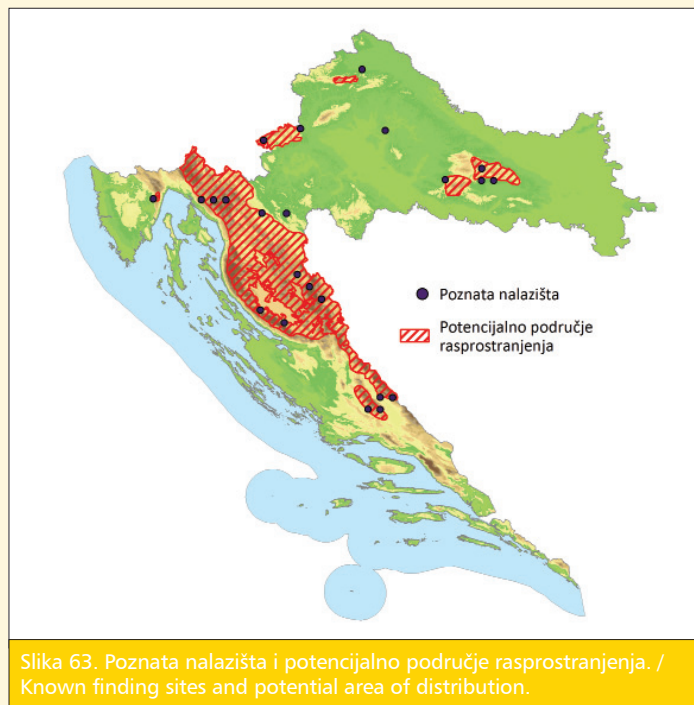 Poznata nalazišta
Potencijalno područje
rasprostranjenja
Slika 63. Poznata nalazišta i potencijalno područje rasprostranjenja. /
Known finding sites and potential area of distribution.